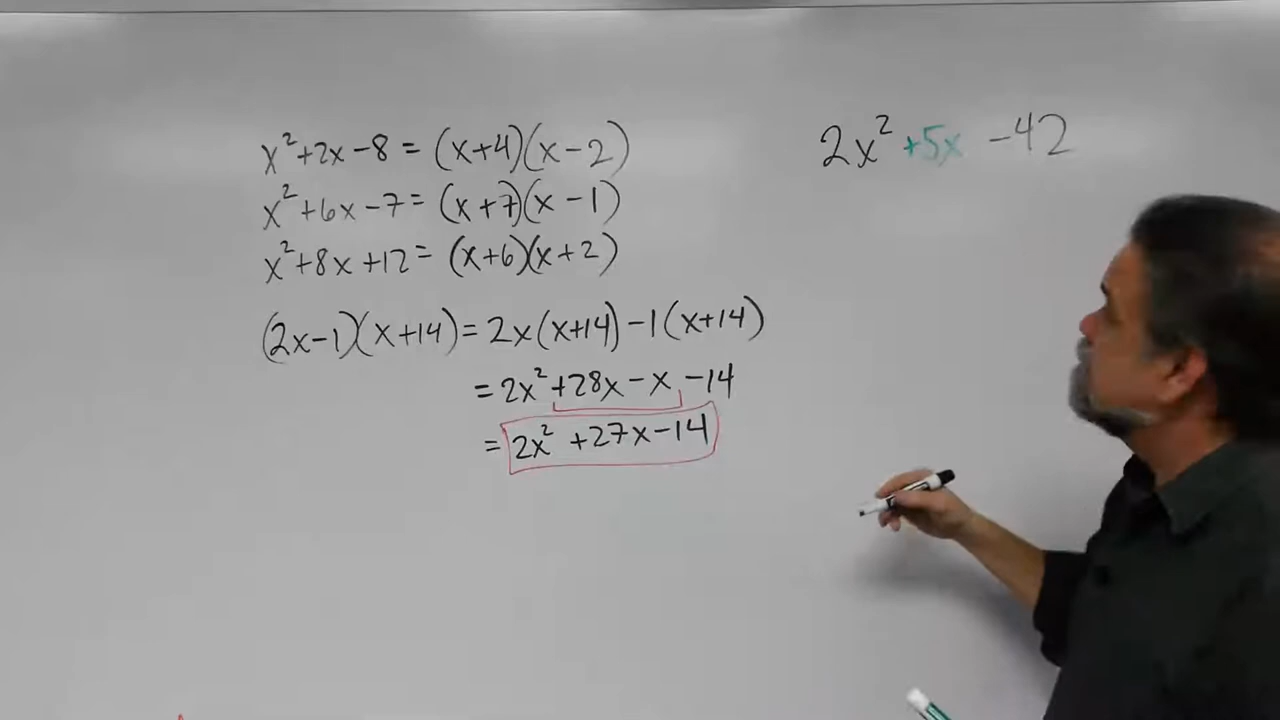 x²+2x-8 = (x+4)(x-2)
x²+6x-7 = (x+7)(x-1)
x²+8x+12 = (x+6)(x+2)
(2x-1)(x+14) = 2x(x+14)-1(x+14)
= 2x²+28x-x-14
= 2x²+27x-14
2x²+5x-42